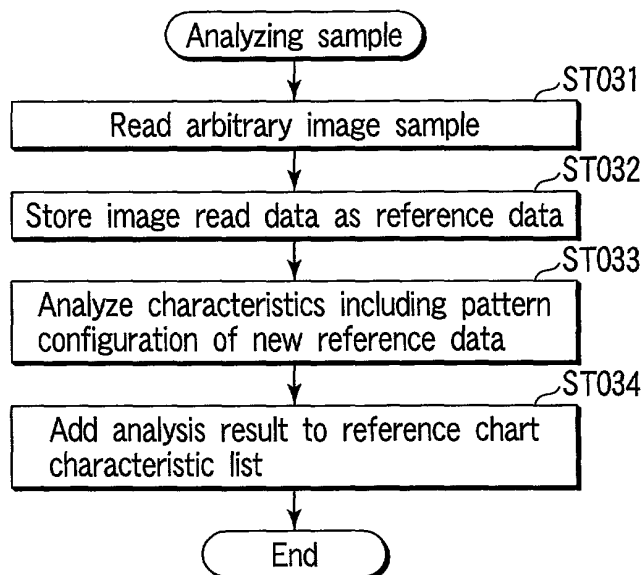 Analyzing sample
ST031
Read arbitrary image sample
ST032
Store image read data as reference data
ST033
Analyze characteristics including pattern
configuration of new reference data
ST034
Add analysis result to reference chart
characteristic list
End